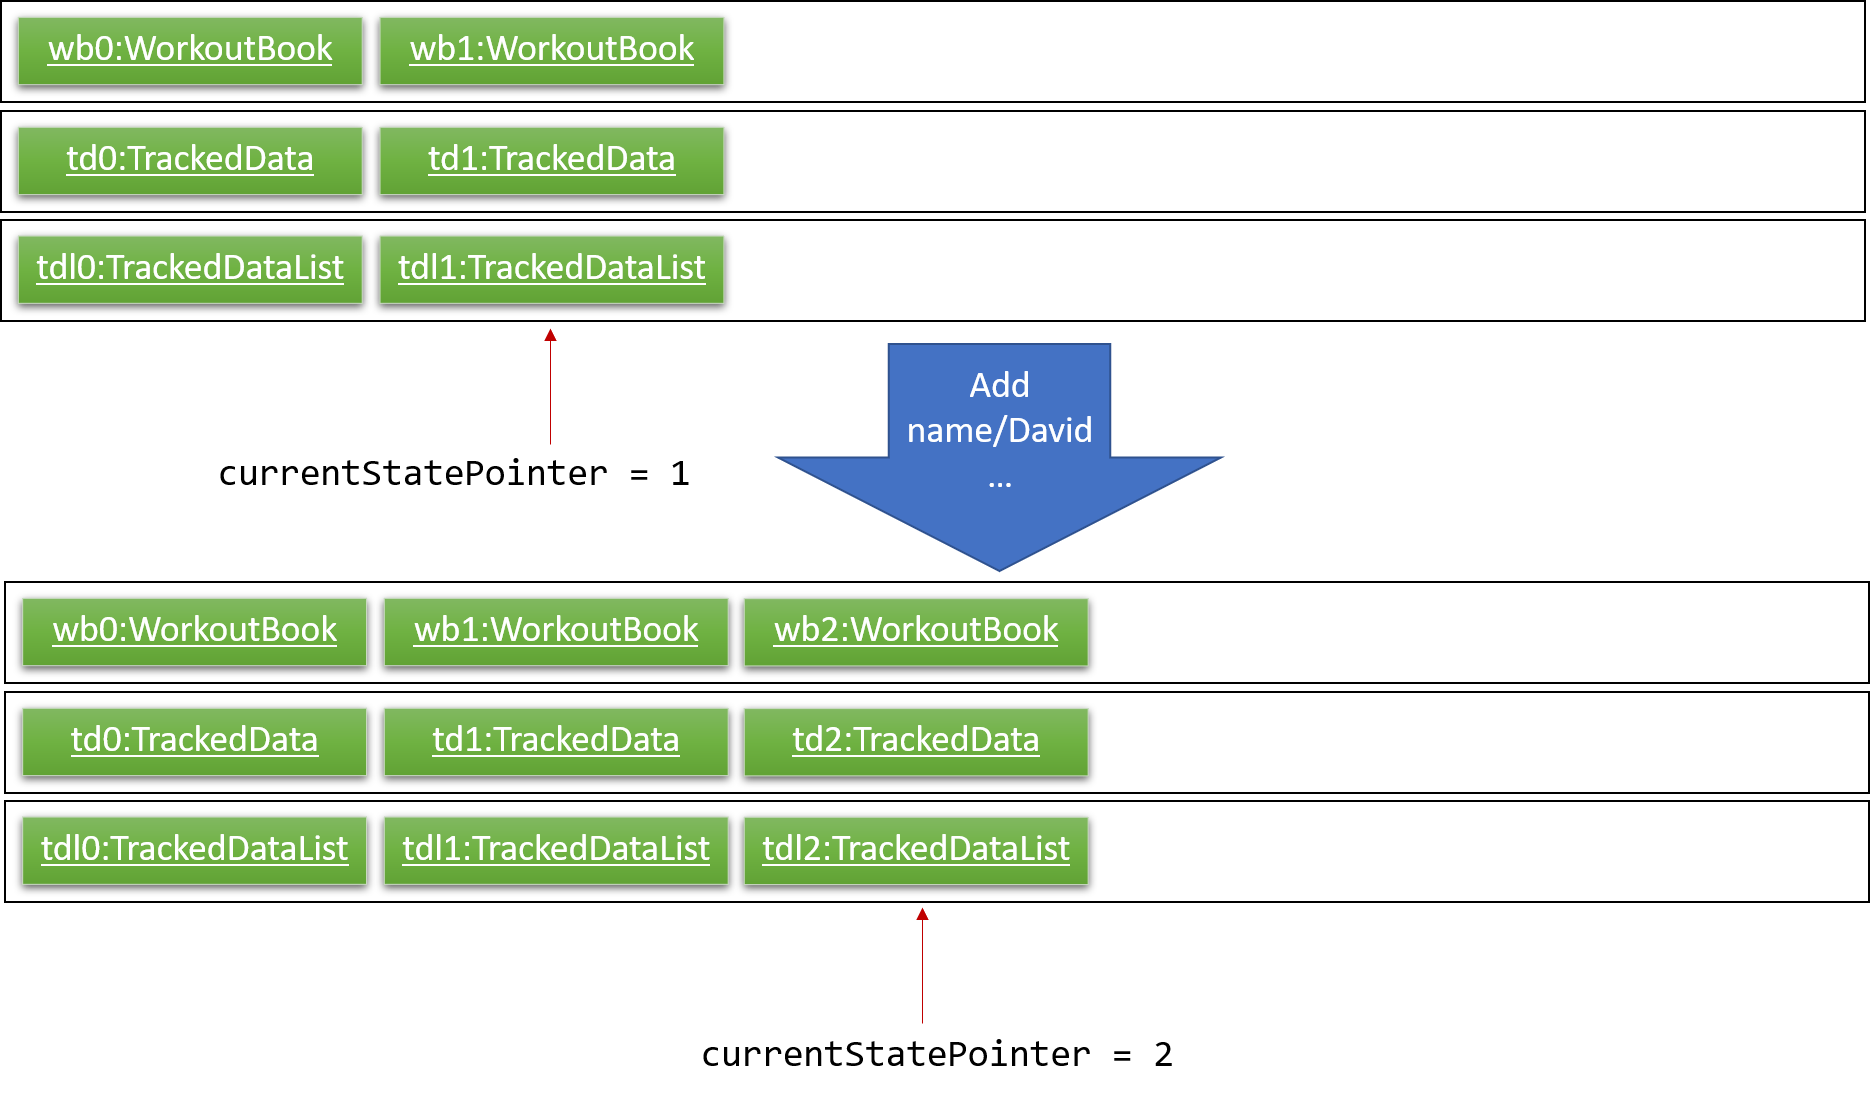 wb0:WorkoutBook wb1:WorkoutBook
td0:TrackedData td1:TrackedData
tdl0:TrackedDataList tdl1:TrackedDataList
currentStatePointer = 1
Add
name/David
...
wb0:WorkoutBook wb1:WorkoutBook wb2:WorkoutBook
td0:TrackedData td1:TrackedData td2:TrackedData
tdl0:TrackedDataList tdl1:TrackedDataList tdl2:TrackedDataList
currentStatePointer = 2